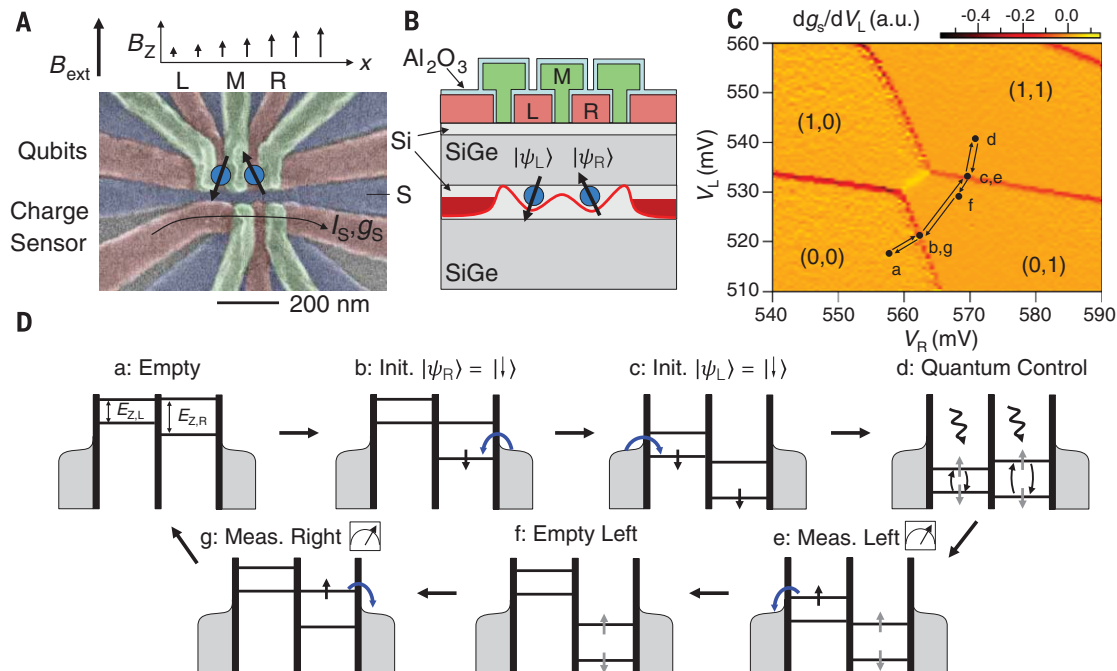 A
B_ext
B_Z
x
L M R
Qubits
Charge
Sensor
I_S, g_S
S
200 nm
B
Al₂O₃
M
L R
Si
SiGe
|ψ_L⟩ |ψ_R⟩
SiGe
C
dg_s/dV_L (a.u.)
-0.4 -0.2 0.0
560
550
540
530
520
510
V_L (mV)
(1,0)
(1,1)
(0,0)
(0,1)
d
c,e
f
b,g
a
540 550 560 570 580 590
V_R (mV)
D
a: Empty
E_Z,L
E_Z,R
b: Init. |ψ_R⟩ = |↓⟩
c: Init. |ψ_L⟩ = |↓⟩
d: Quantum Control
g: Meas. Right
f: Empty Left
e: Meas. Left